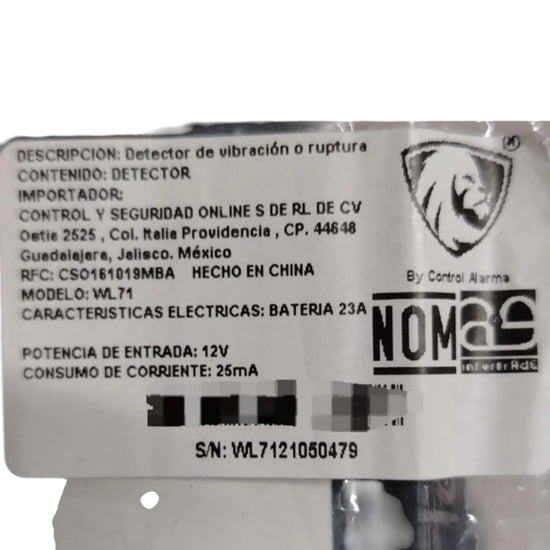 DESCRIPCION: Detector de vibración o ruptura
CONTENIDO: DETECTOR
IMPORTADOR:
CONTROL Y SEGURIDAD ONLINE S DE RL DE CV
Ostia 2525 , Col. Italia Providencia , CP. 44648
Guadalajara, Jalisco. México
RFC: CSO161019MBA HECHO EN CHINA
MODELO: WL71
CARACTERISTICAS ELECTRICAS: BATERIA 23A
POTENCIA DE ENTRADA: 12V
CONSUMO DE CORRIENTE: 25mA
S/N: WL7121050479
By Control Alarma
NOM
intertrAdE